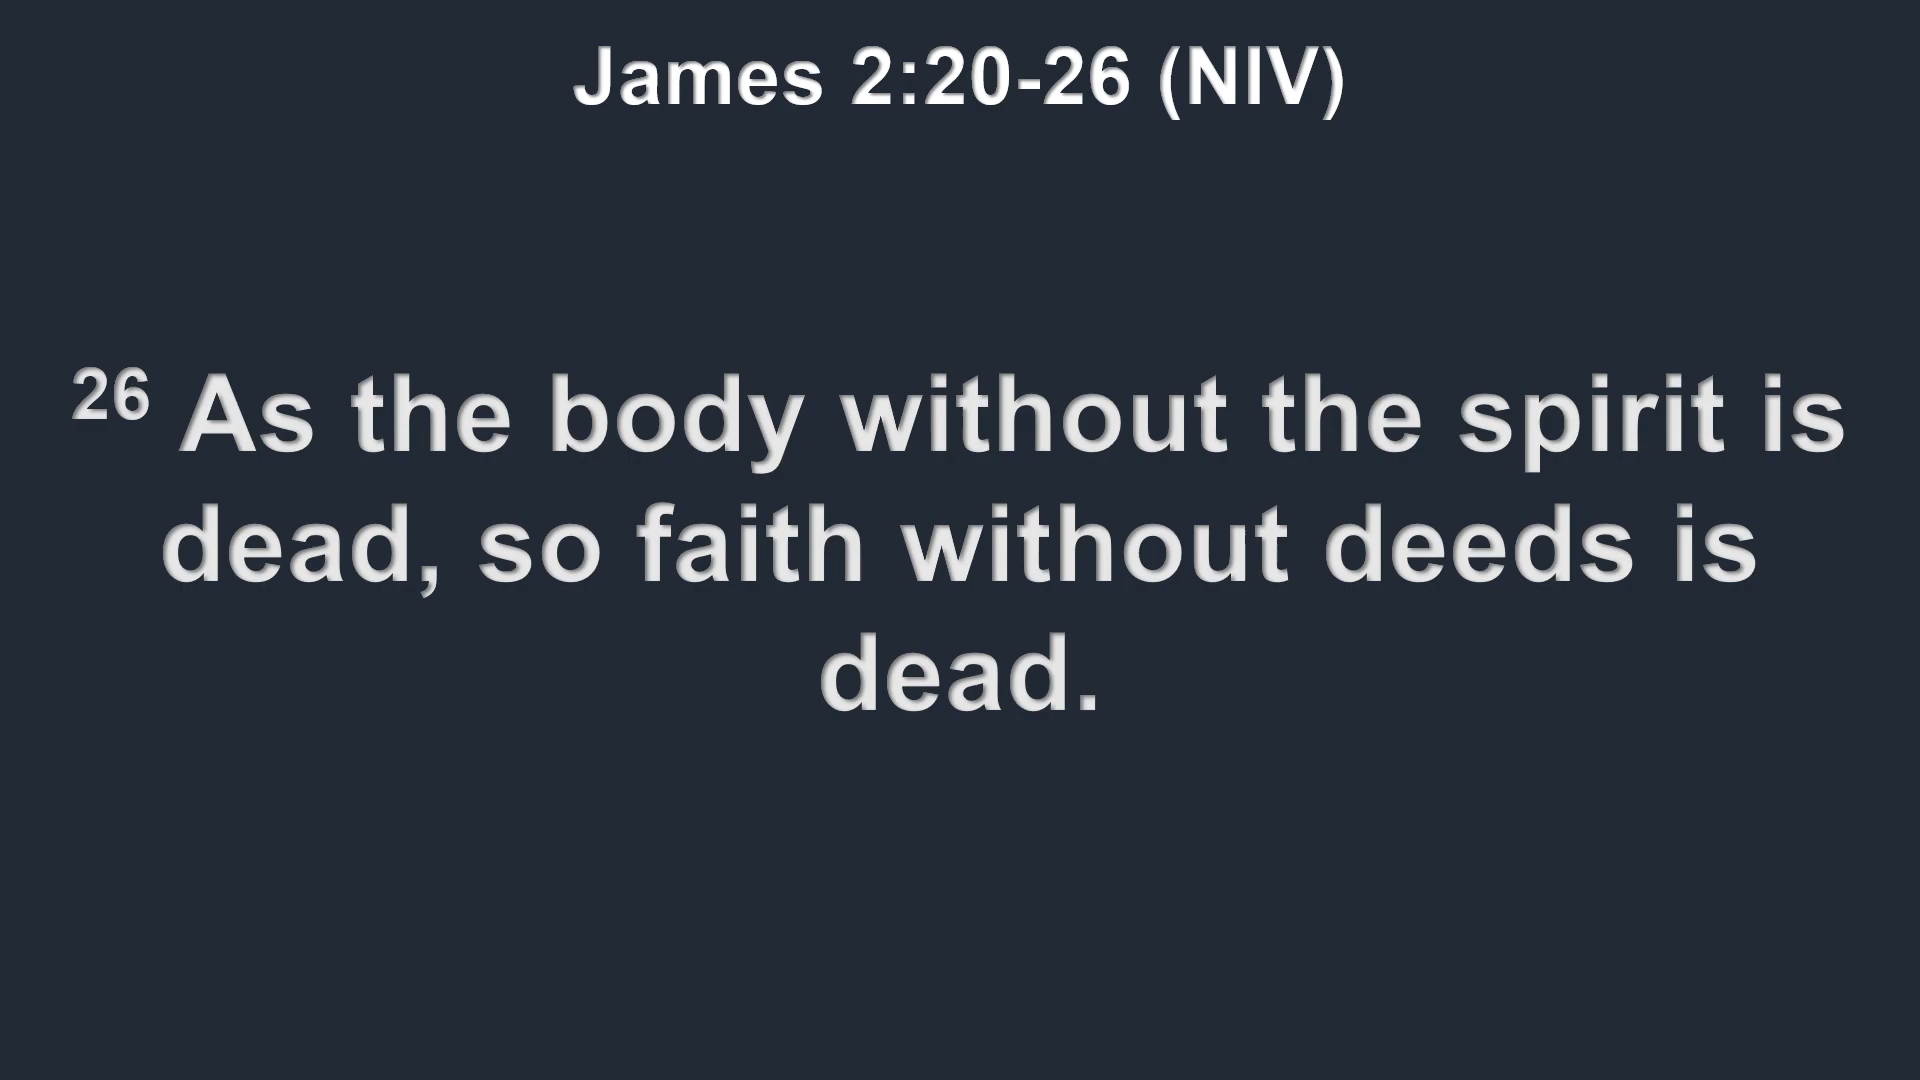 James 2:20-26 (NIV)
26 As the body without the spirit is
dead, so faith without deeds is
dead.